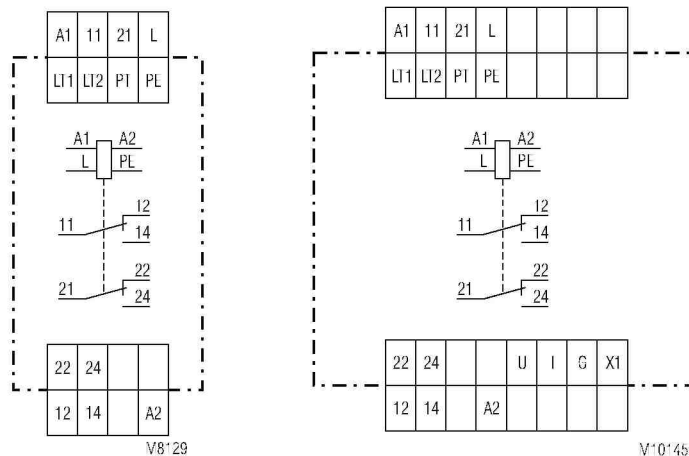 A1 11 21 L
LT1 LT2 PT PE
A1 A2
L PE
11 12
14
21 22
24
22 24
12 14 A2
M8129
A1 11 21 L
LT1 LT2 PT PE
A1 A2
L PE
11 12
14
21 22
24
22 24 U I G X1
12 14 A2
M10145